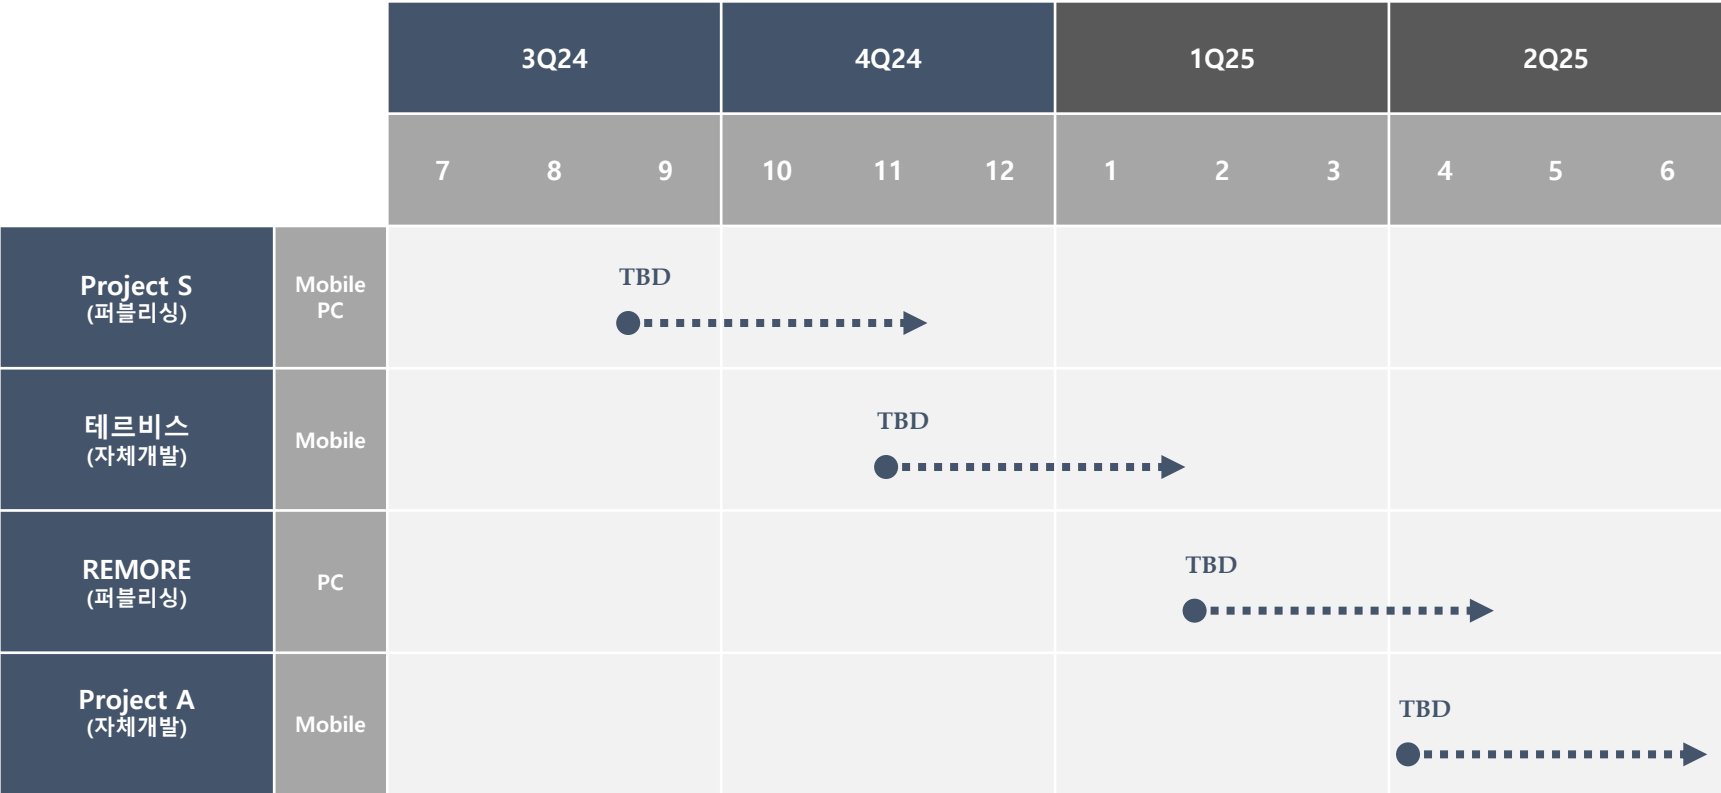 3Q24 4Q24 1Q25 2Q25
7 8 9 10 11 12 1 2 3 4 5 6
Project S
(퍼블리싱)
Mobile
PC
TBD
테르비스
(자체개발)
Mobile
TBD
REMORE
(퍼블리싱)
PC
TBD
Project A
(자체개발)
Mobile
TBD